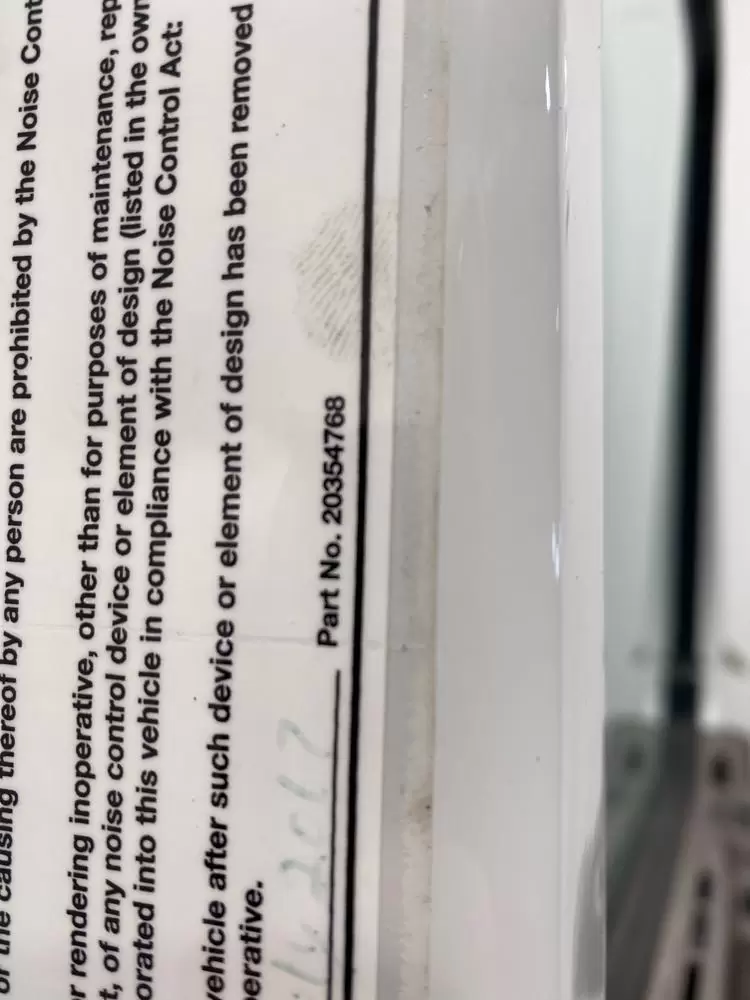 or the causing thereof by any person are prohibited by the Noise Cont
r rendering inoperative, other than for purposes of maintenance, rep
t, of any noise control device or element of design (listed in the own
orated into this vehicle in compliance with the Noise Control Act:
vehicle after such device or element of design has been removed
erative.
Part No. 20354768